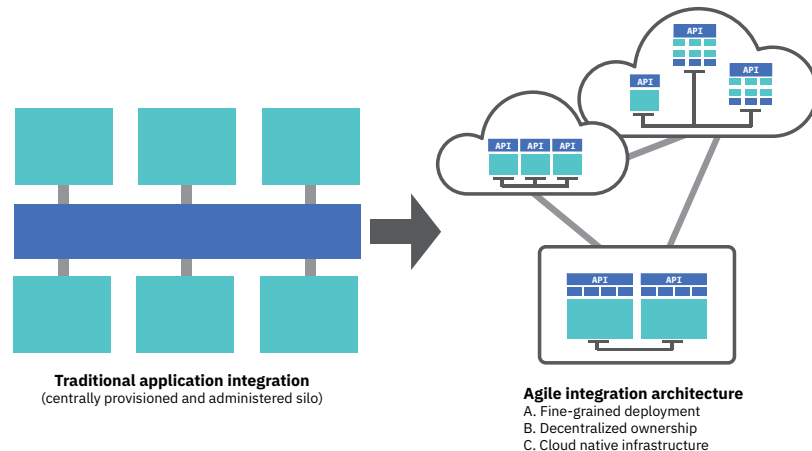 API
API
API
API
API
API
Traditional application integration
(centrally provisioned and administered silo)
API
API
Agile integration architecture
A. Fine-grained deployment
B. Decentralized ownership
C. Cloud native infrastructure